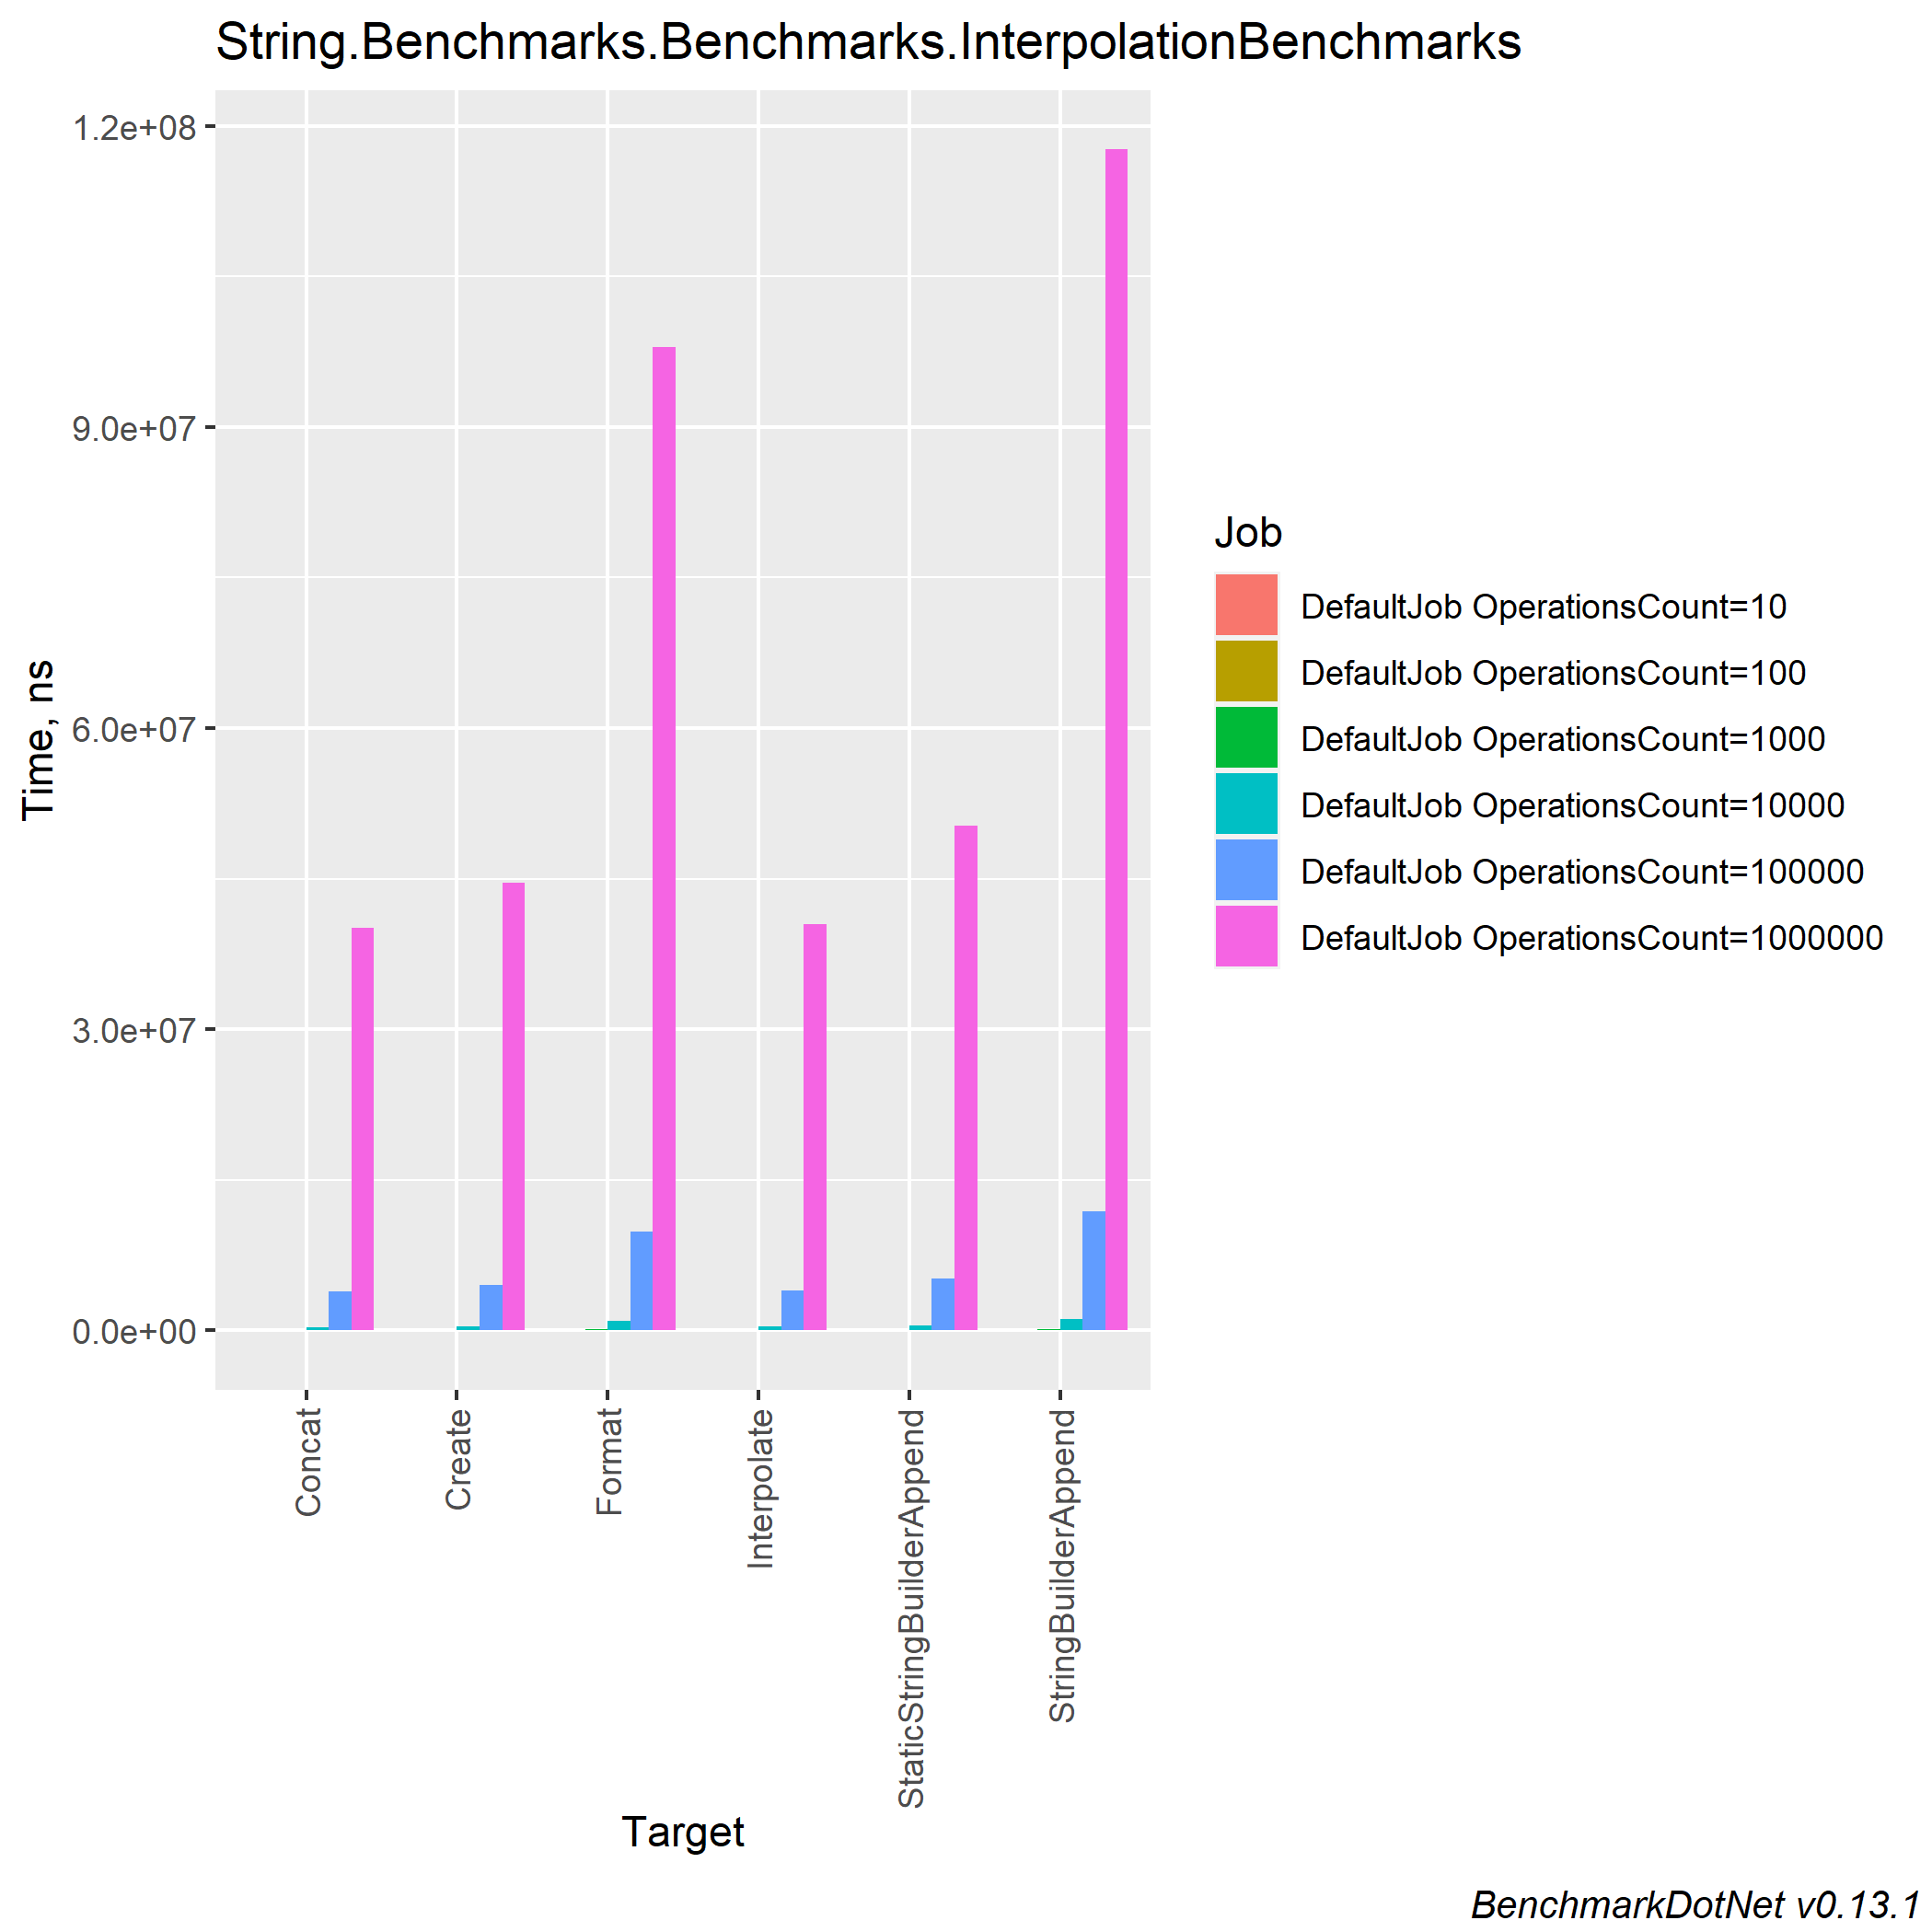 String.Benchmarks.Benchmarks.InterpolationBenchmarks
1.2e+08
9.0e+07
6.0e+07
3.0e+07
0.0e+00
Time, ns
Concat
Create
Format
Interpolate
StaticStringBuilderAppend
StringBuilderAppend
Target
Job
DefaultJob OperationsCount=10
DefaultJob OperationsCount=100
DefaultJob OperationsCount=1000
DefaultJob OperationsCount=10000
DefaultJob OperationsCount=100000
DefaultJob OperationsCount=1000000
BenchmarkDotNet v0.13.1